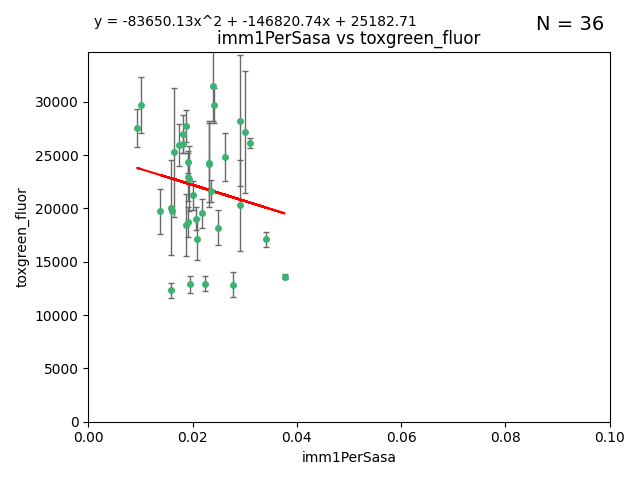 y = -83650.13x^2 + -146820.74x + 25182.71
N = 36
imm1PerSasa vs toxgreen_fluor
30000
25000
20000
15000
10000
5000
0
toxgreen_fluor
0.00 0.02 0.04 0.06 0.08 0.10
imm1PerSasa